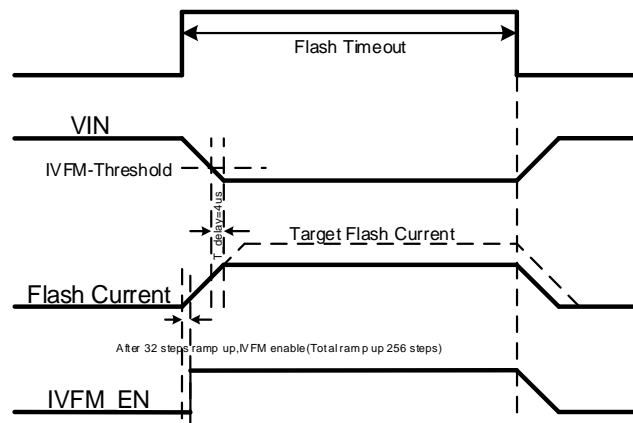 Flash Timeout
VIN
IVFM-Threshold
T_delay=4us
Target Flash Current
Flash Current
After 32 steps ramp up,IVFM enable(Total ramp up 256 steps)
IVFM_EN